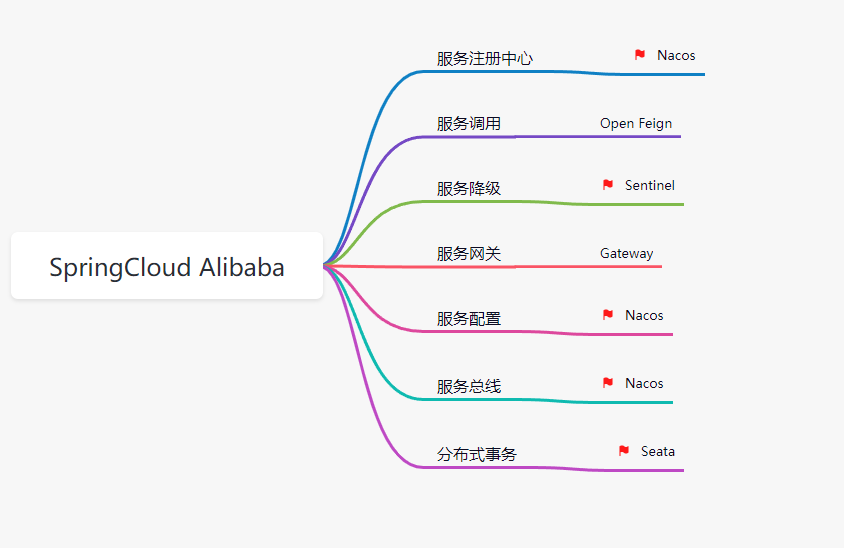 SpringCloud Alibaba
服务注册中心
Nacos
服务调用
Open Feign
服务降级
Sentinel
服务网关
Gateway
服务配置
Nacos
服务总线
Nacos
分布式事务
Seata